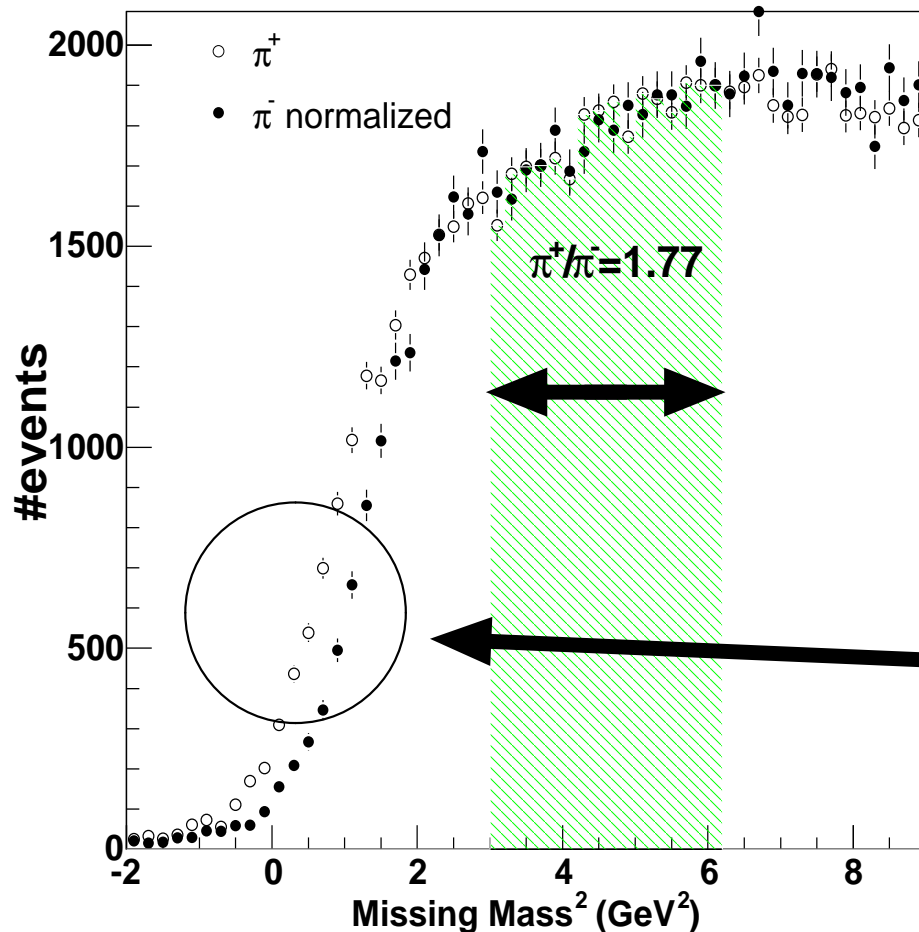 2000
π⁺
π⁻ normalized
1500
π⁺/π⁻=1.77
#events
1000
500
0
-2 0 2 4 6 8
Missing Mass² (GeV²)